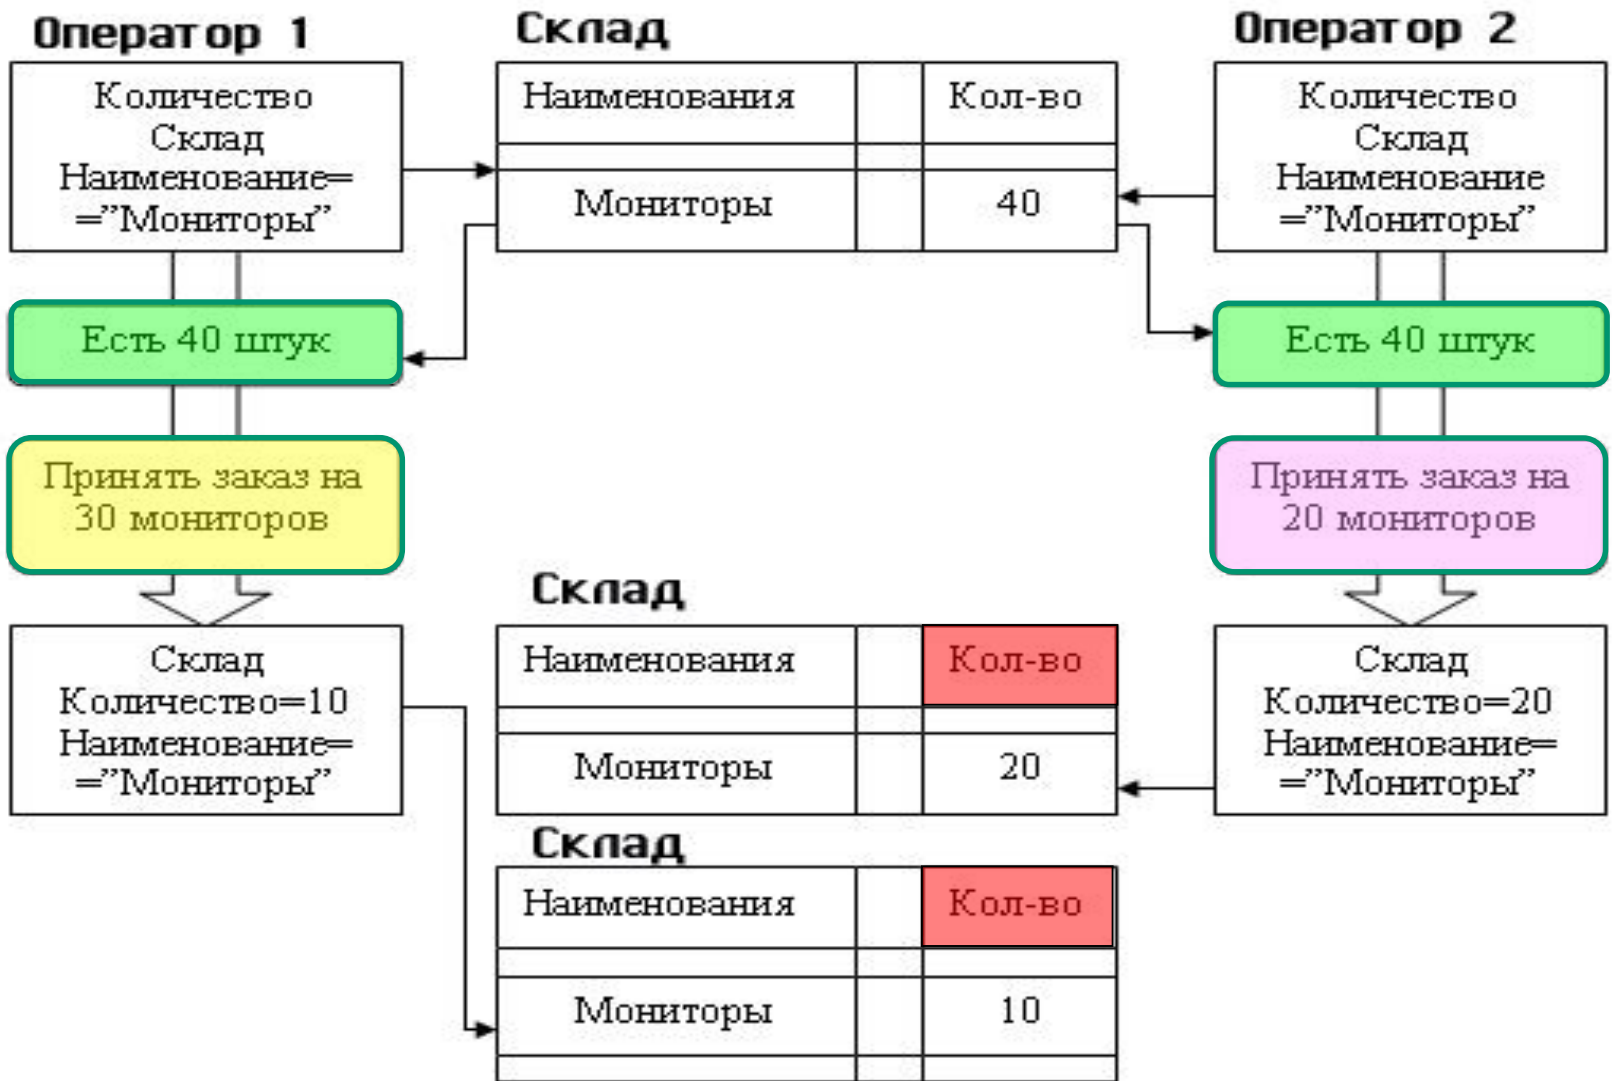 Оператор 1
Склад
Оператор 2
Количество
Склад
Наименование=
=”Мониторы”
Наименования
Кол-во
Мониторы
40
Количество
Склад
Наименование
=”Мониторы”
Есть 40 штук
Есть 40 штук
Принять заказ на
30 мониторов
Принять заказ на
20 мониторов
Склад
Количество=10
Наименование=
=”Мониторы”
Склад
Наименования
Кол-во
Мониторы
20
Склад
Количество=20
Наименование=
=”Мониторы”
Склад
Наименования
Кол-во
Мониторы
10